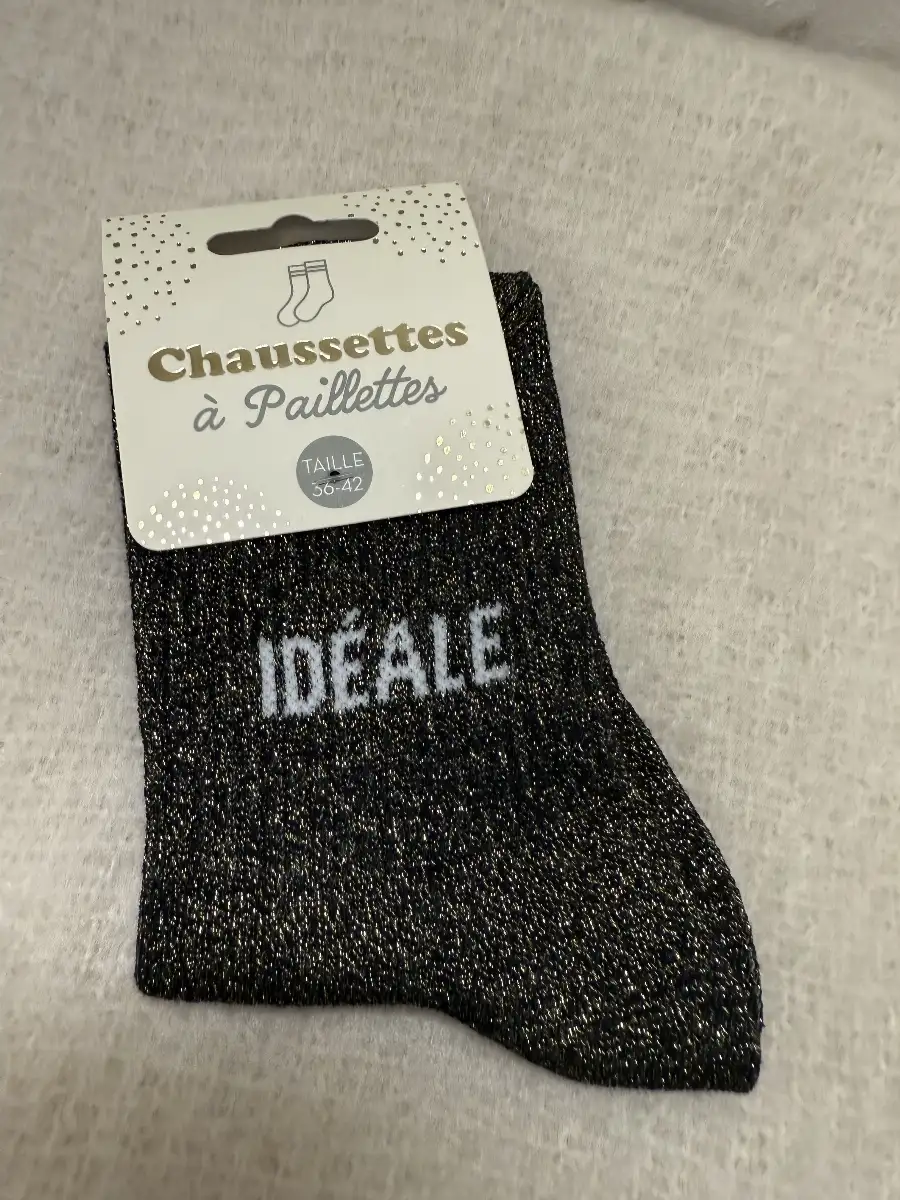 Chaussettes
à Paillettes
TAILLE
36-42
IDÉALE